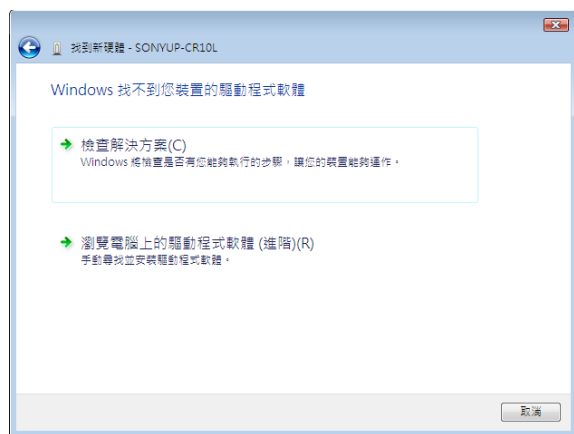 找到新硬體 - SONYUP-CR10L
Windows 找不到您裝置的驅動程式軟體
檢查解決方案(C)
Windows 將檢查是否有您能夠執行的步驟，讓您的裝置能夠運作。
瀏覽電腦上的驅動程式軟體 (進階)(R)
手動尋找並安裝驅動程式軟體。
取消